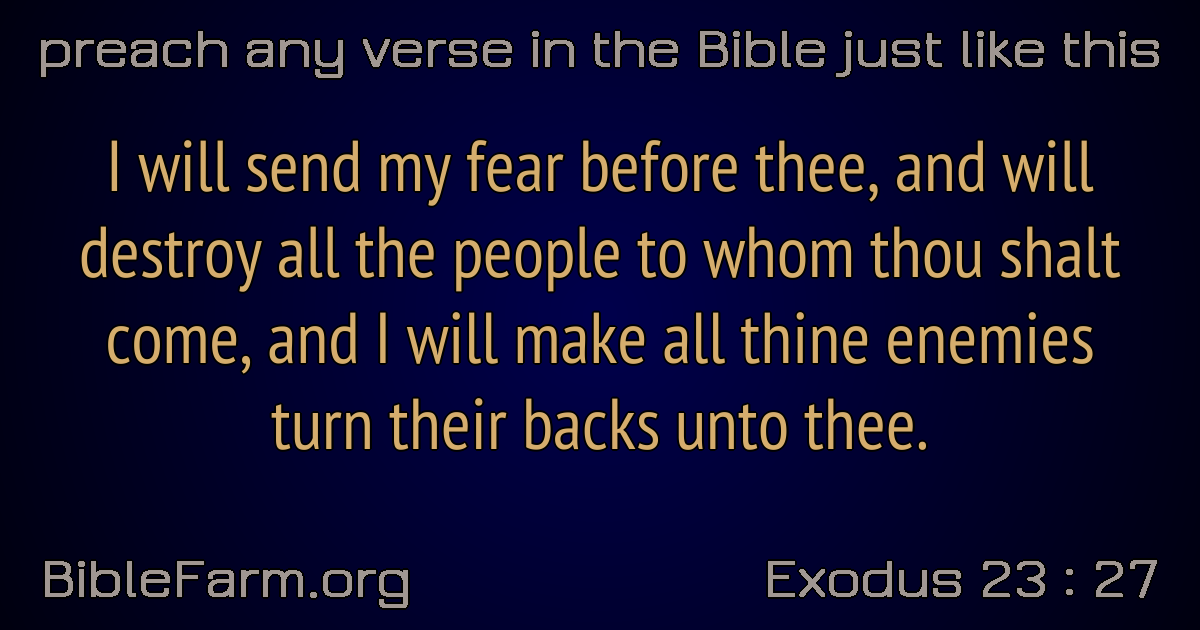 preach any verse in the Bible just like this
I will send my fear before thee, and will
destroy all the people to whom thou shalt
come, and I will make all thine enemies
turn their backs unto thee.
BibleFarm.org
Exodus 23 : 27